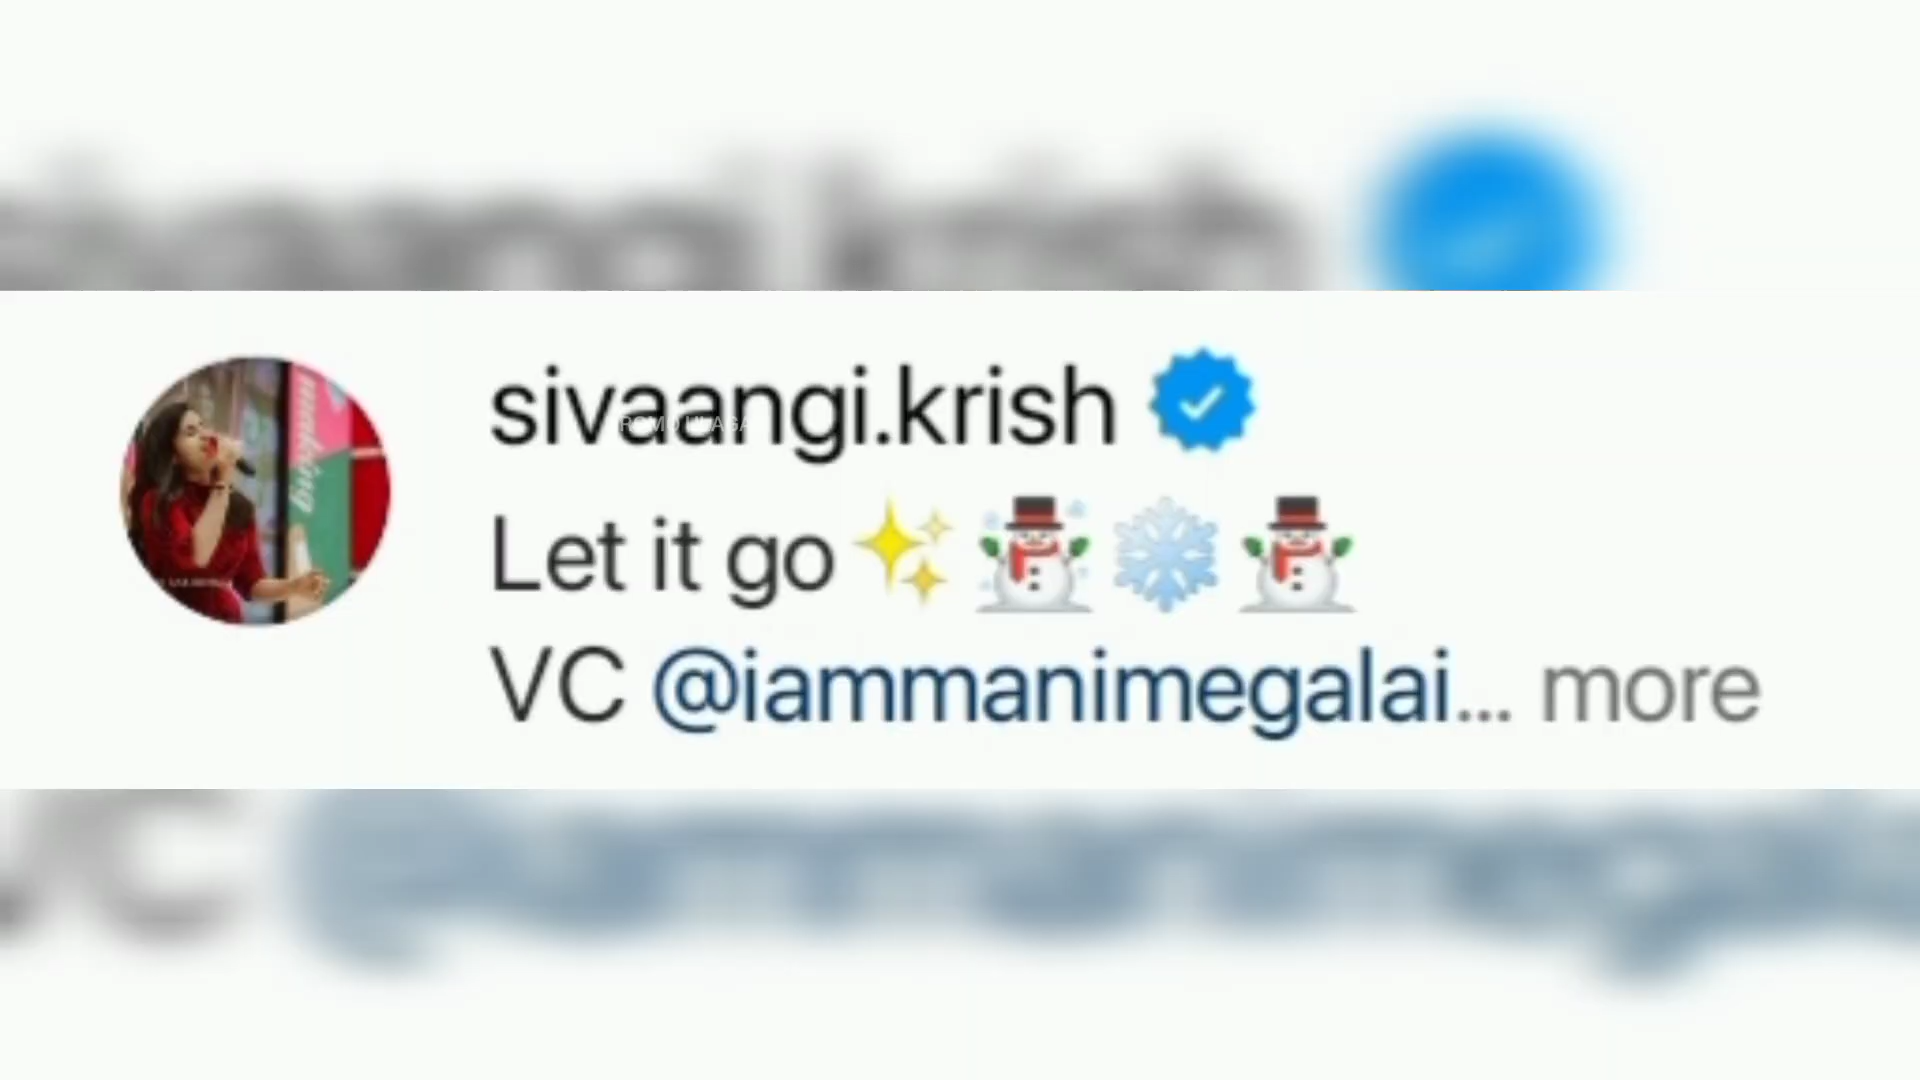 sivaangi.krish
Let it go ✨☃️❄️⛄
VC @iammanimegalai... more